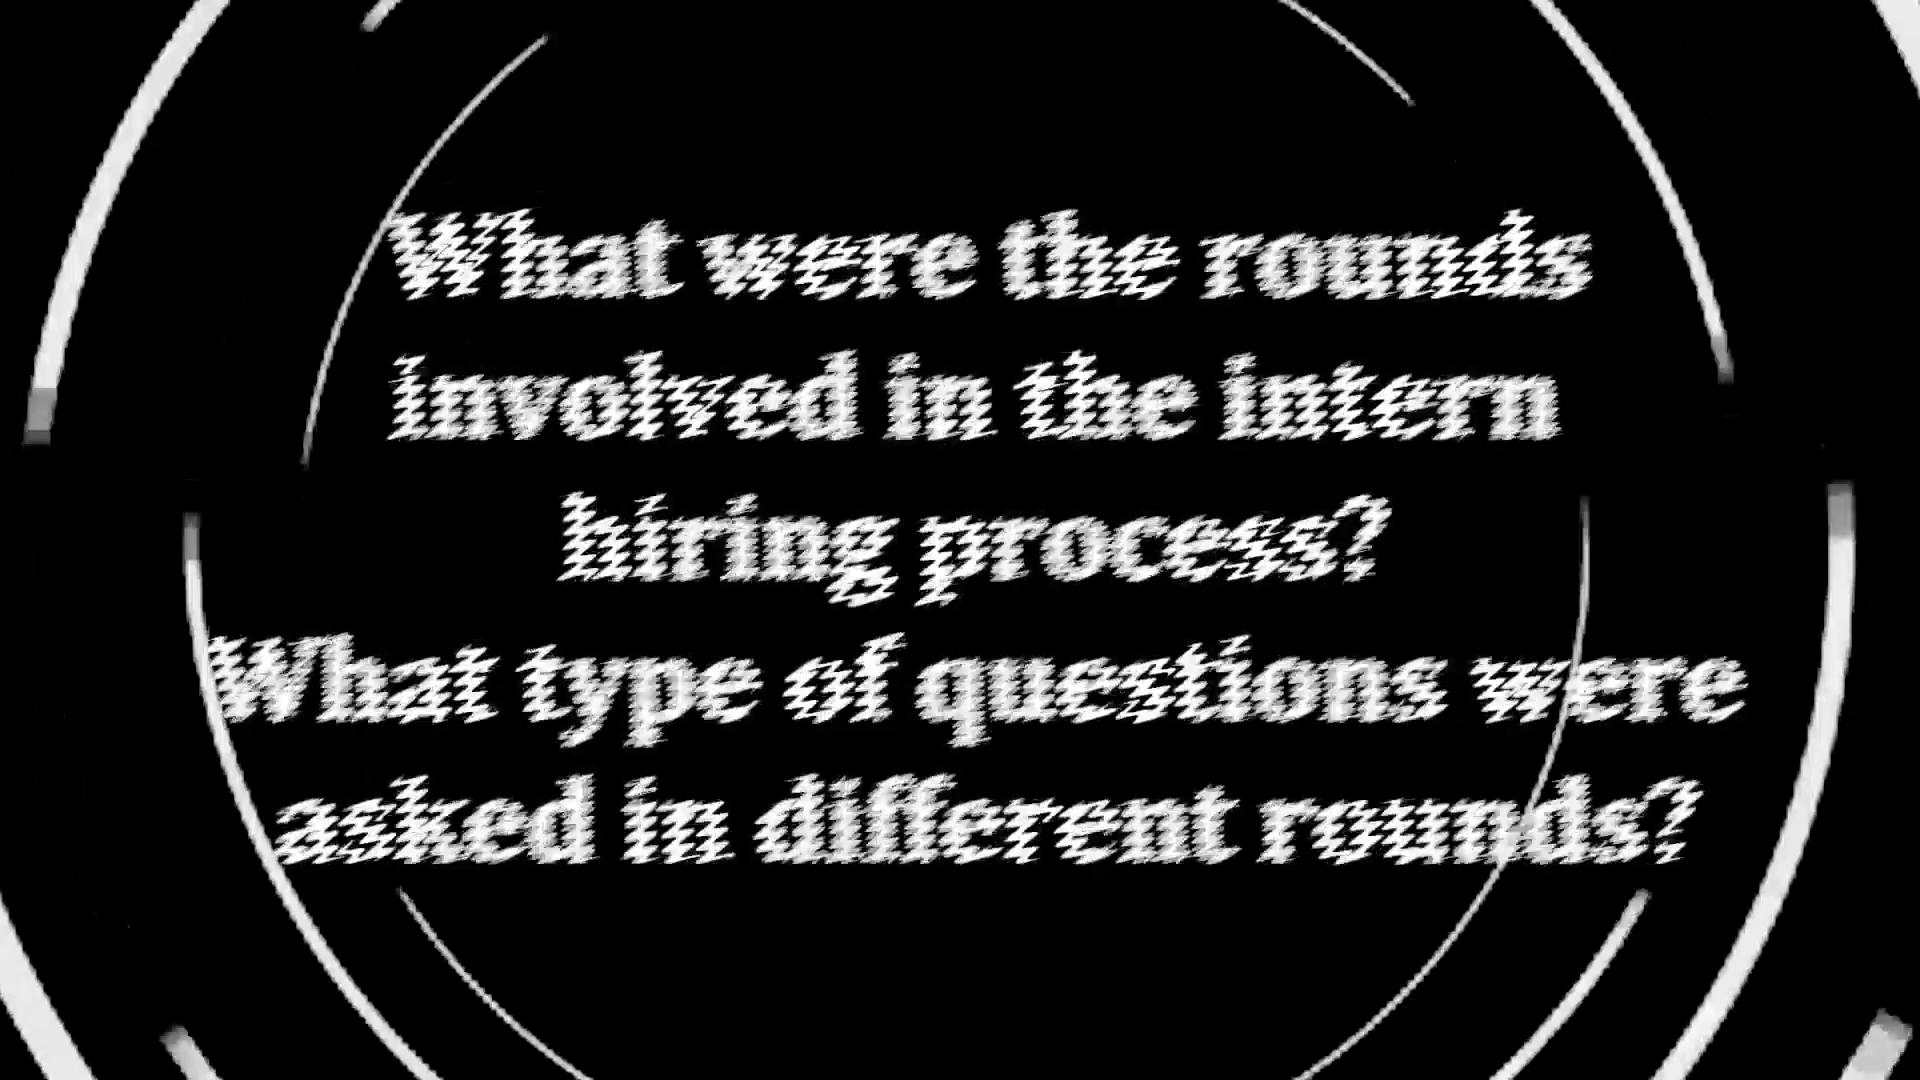 What were the rounds
involved in the intern
hiring process?
What type of questions were
asked in different rounds?